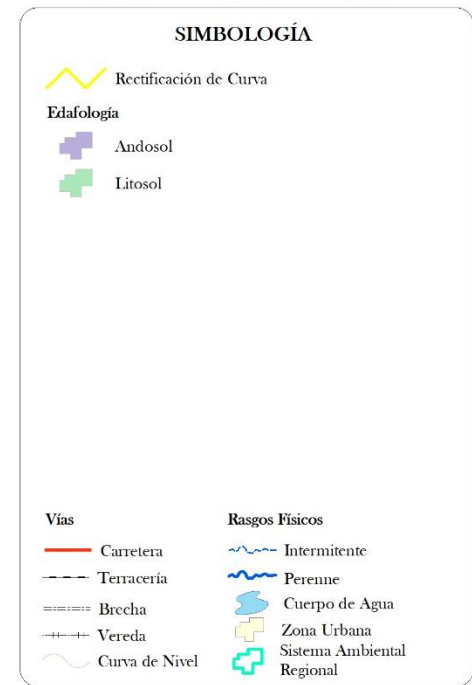 SIMBOLOGÍA
Rectificación de Curva
Edafología
Andosol
Litosol
Vías
Carretera
Terracería
Brecha
Vereda
Curva de Nivel
Rasgos Físicos
Intermitente
Perenne
Cuerpo de Agua
Zona Urbana
Sistema Ambiental
Regional